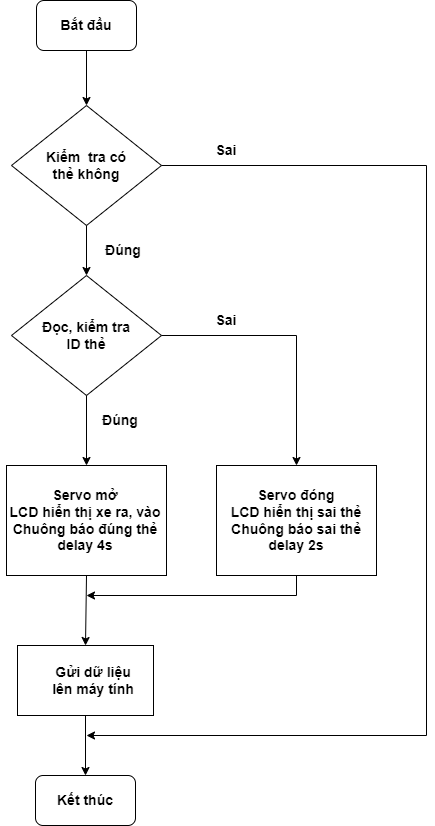 Bắt đầu
Kiểm tra có
thẻ không
Sai
Đúng
Đọc, kiểm tra
ID thẻ
Sai
Đúng
Servo mở
LCD hiển thị xe ra, vào
Chuông báo đúng thẻ
delay 4s
Servo đóng
LCD hiển thị sai thẻ
Chuông báo sai thẻ
delay 2s
Gửi dữ liệu
lên máy tính
Kết thúc